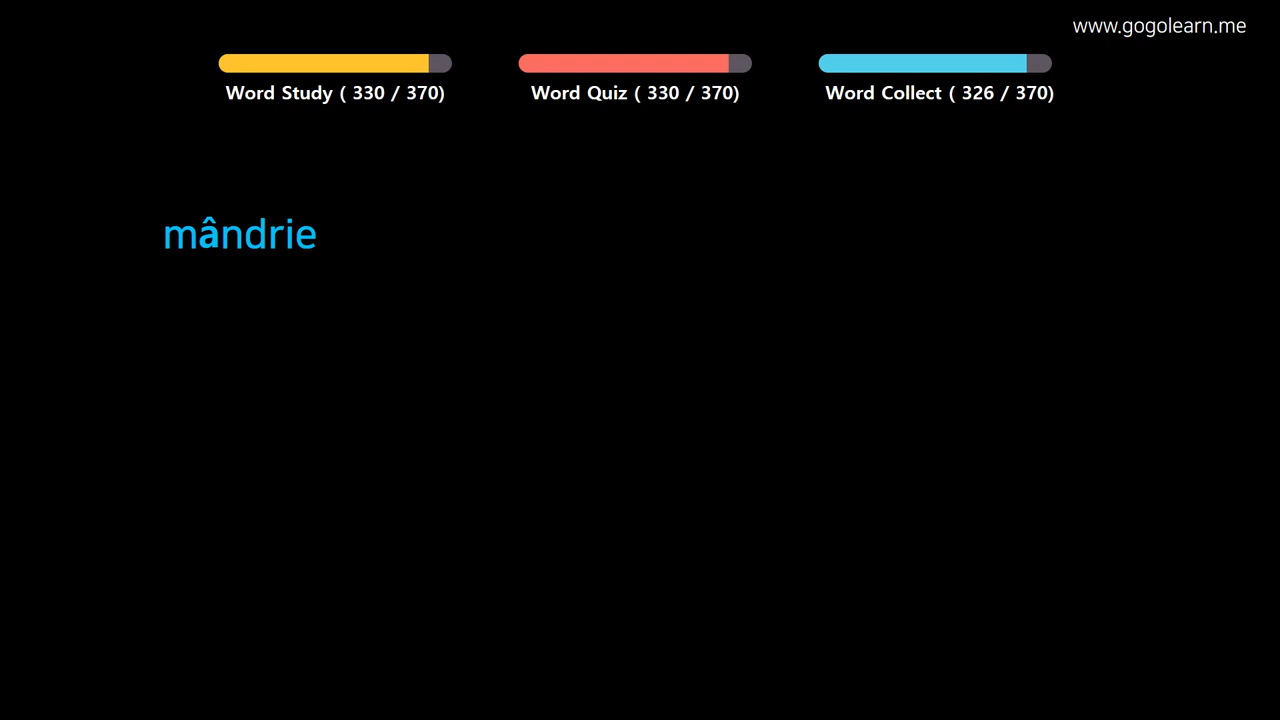 www.gogolearn.me
Word Study ( 330 / 370)
Word Quiz ( 330 / 370)
Word Collect ( 326 / 370)
mândrie